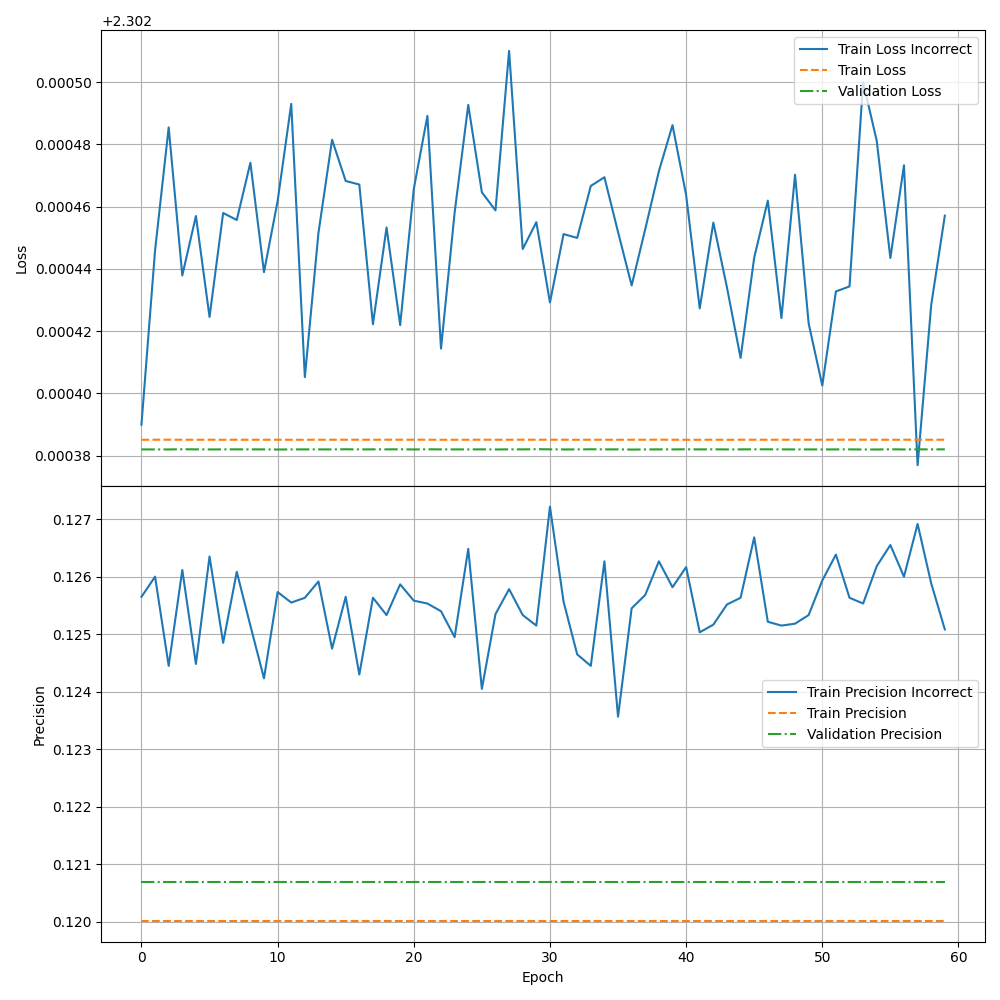 +2.302
0.00050
0.00048
0.00046
0.00044
0.00042
0.00040
0.00038
Loss
Train Loss Incorrect
Train Loss
Validation Loss
0.127
0.126
0.125
0.124
0.123
0.122
0.121
0.120
Precision
Train Precision Incorrect
Train Precision
Validation Precision
0 10 20 30 40 50 60
Epoch